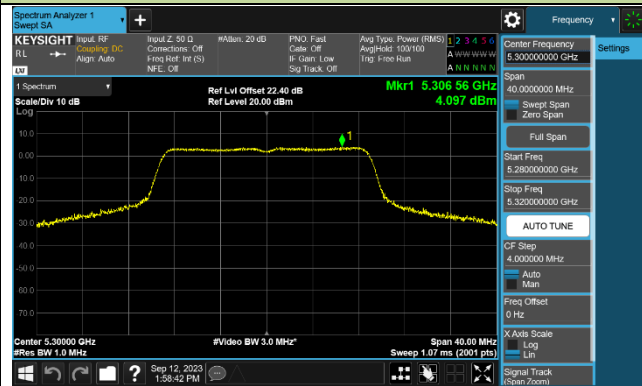 Spectrum Analyzer 1
Swept SA
Frequency
KEYSIGHT
RL
LXI
Input: RF
Coupling: DC
Align: Auto
Input Z: 50 Ω
Corrections: Off
Freq Ref: Int (S)
NFE: Off
#Atten: 20 dB
PNO: Fast
Gate: Off
IF Gain: Low
Sig Track: Off
Avg Type: Power (RMS)
Avg|Hold: 100/100
Trig: Free Run
1 2 3 4 5 6
A W W W W W
A N N N N N
1 Spectrum
Scale/Div 10 dB
Log
Ref Lvl Offset 22.40 dB
Ref Level 20.00 dBm
Mkr1 5.306 56 GHz
4.097 dBm
10.0
0.00
-10.0
-20.0
-30.0
-40.0
-50.0
-60.0
-70.0
1
Center 5.30000 GHz
#Res BW 1.0 MHz
#Video BW 3.0 MHz*
Span 40.00 MHz
Sweep 1.07 ms (2001 pts)
Center Frequency
5.300000000 GHz
Settings
Span
40.0000000 MHz
Swept Span
Zero Span
Full Span
Start Freq
5.280000000 GHz
Stop Freq
5.320000000 GHz
AUTO TUNE
CF Step
4.000000 MHz
Auto
Man
Freq Offset
0 Hz
X Axis Scale
Log
Lin
Signal Track
(Span Zoom)
Sep 12, 2023
1:58:42 PM